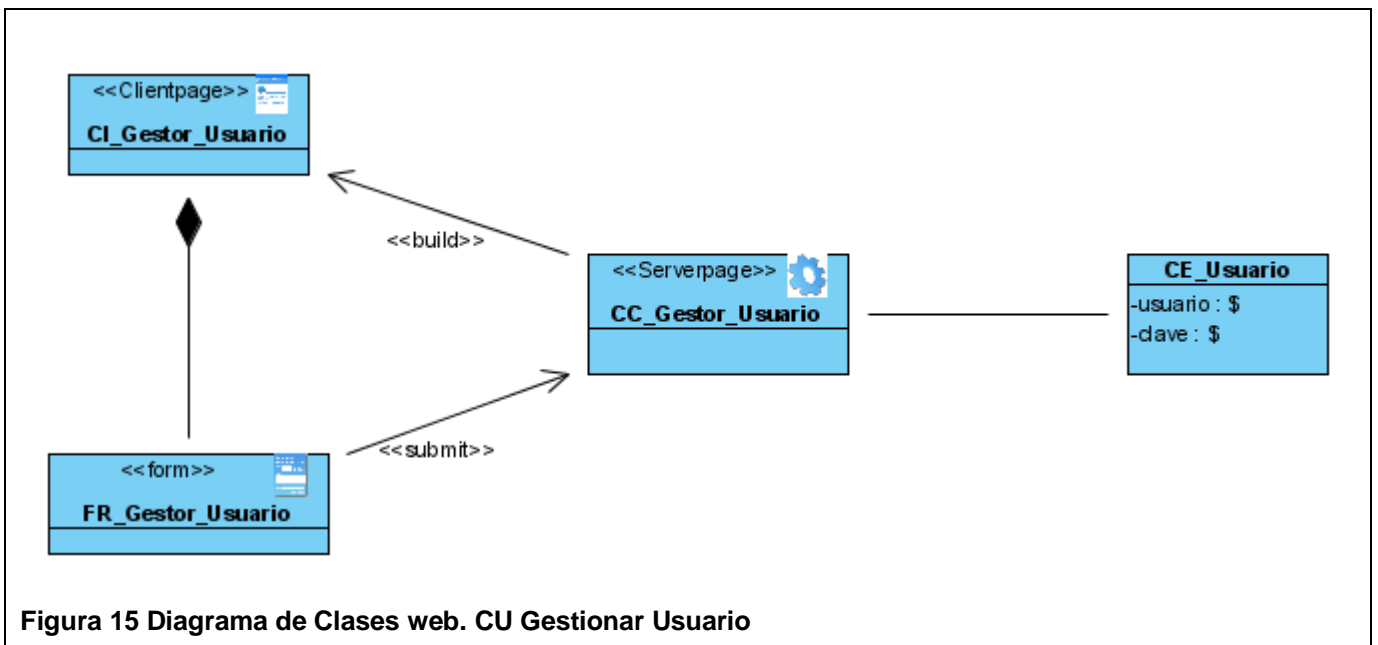 <<Clientpage>>
CI_Gestor_Usuario
<<build>>
<<Serverpage>>
CC_Gestor_Usuario
CE_Usuario
-usuario : $
-clave : $
<<submit>>
<<form>>
FR_Gestor_Usuario
Figura 15 Diagrama de Clases web. CU Gestionar Usuario